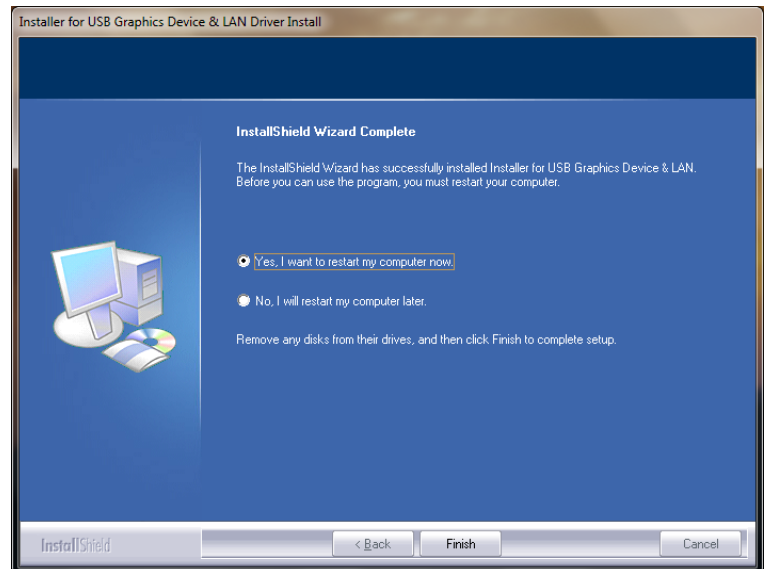 Installer for USB Graphics Device & LAN Driver Install
InstallShield Wizard Complete
The InstallShield Wizard has successfully installed Installer for USB Graphics Device & LAN.
Before you can use the program, you must restart your computer.
Yes, I want to restart my computer now.
No, I will restart my computer later.
Remove any disks from their drives, and then click Finish to complete setup.
InstallShield
< Back
Finish
Cancel